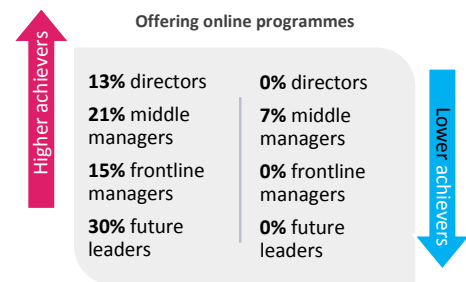 Offering online programmes
Higher achievers
13% directors
21% middle
managers
15% frontline
managers
30% future
leaders
0% directors
7% middle
managers
0% frontline
managers
0% future
leaders
Lower achievers